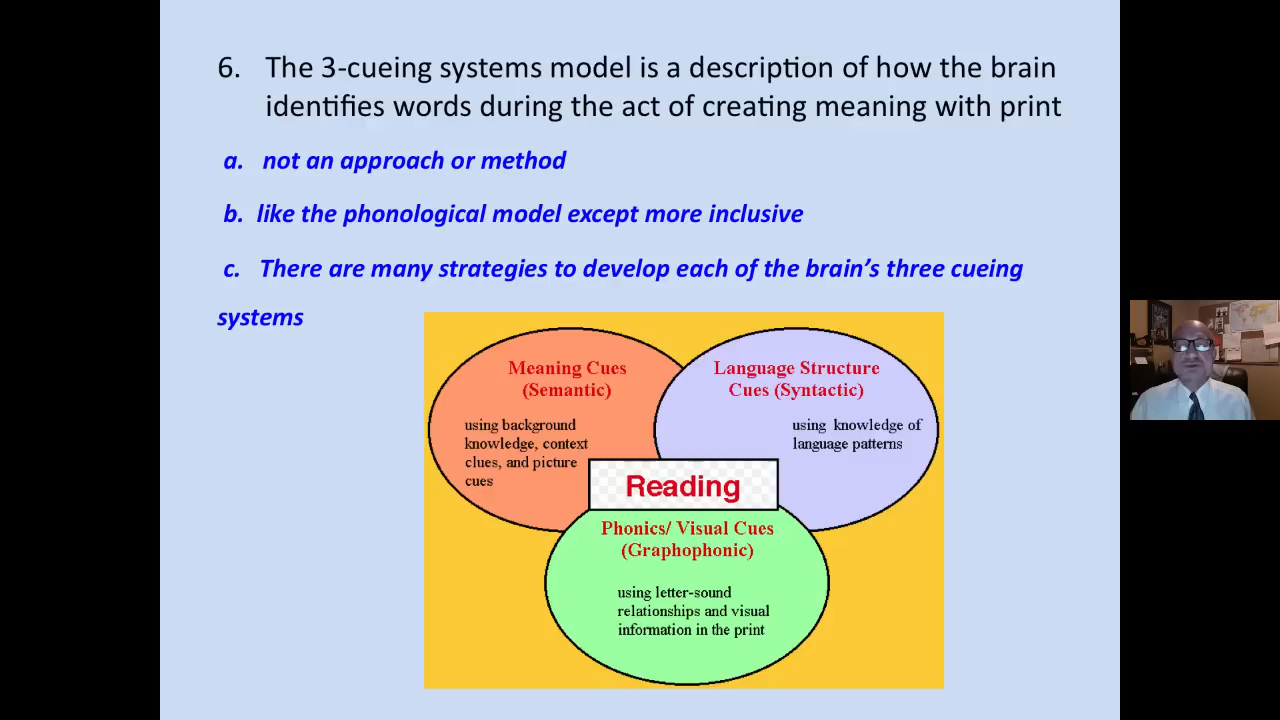 6. The 3-cueing systems model is a description of how the brain
identifies words during the act of creating meaning with print
a. not an approach or method
b. like the phonological model except more inclusive
c. There are many strategies to develop each of the brain’s three cueing
systems
Meaning Cues
(Semantic)
using background
knowledge, context
clues, and picture
cues
Language Structure
Cues (Syntactic)
using knowledge of
language patterns
Reading
Phonics/ Visual Cues
(Graphophonic)
using letter-sound
relationships and visual
information in the print